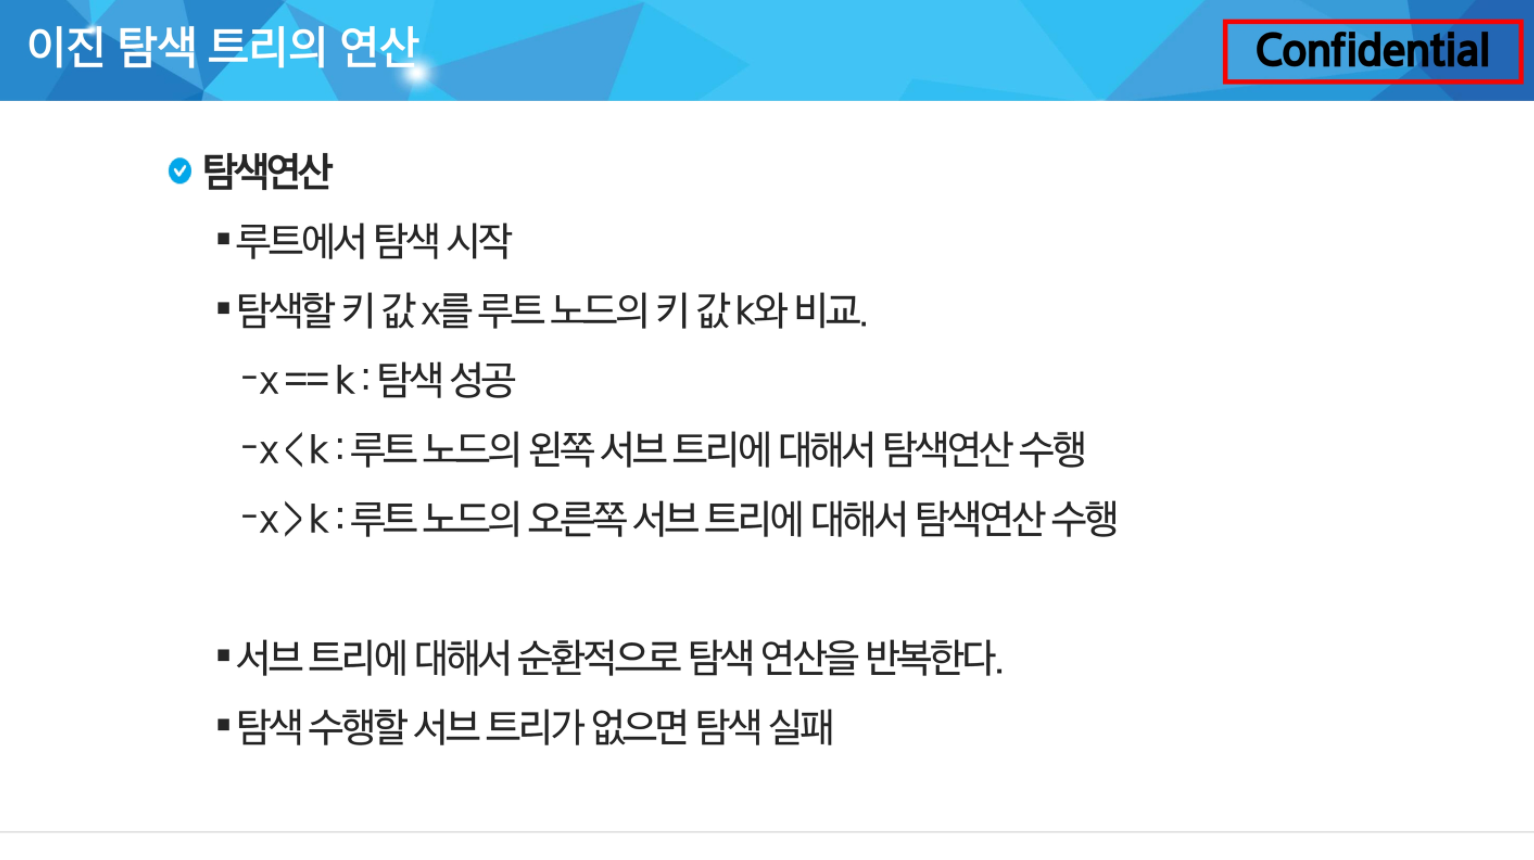 이진 탐색 트리의 연산
Confidential
탐색연산
▪ 루트에서 탐색 시작
▪ 탐색할 키 값 x를 루트 노드의 키 값 k와 비교.
-x == k : 탐색 성공
-x < k : 루트 노드의 왼쪽 서브 트리에 대해서 탐색연산 수행
-x > k : 루트 노드의 오른쪽 서브 트리에 대해서 탐색연산 수행
▪ 서브 트리에 대해서 순환적으로 탐색 연산을 반복한다.
▪ 탐색 수행할 서브 트리가 없으면 탐색 실패